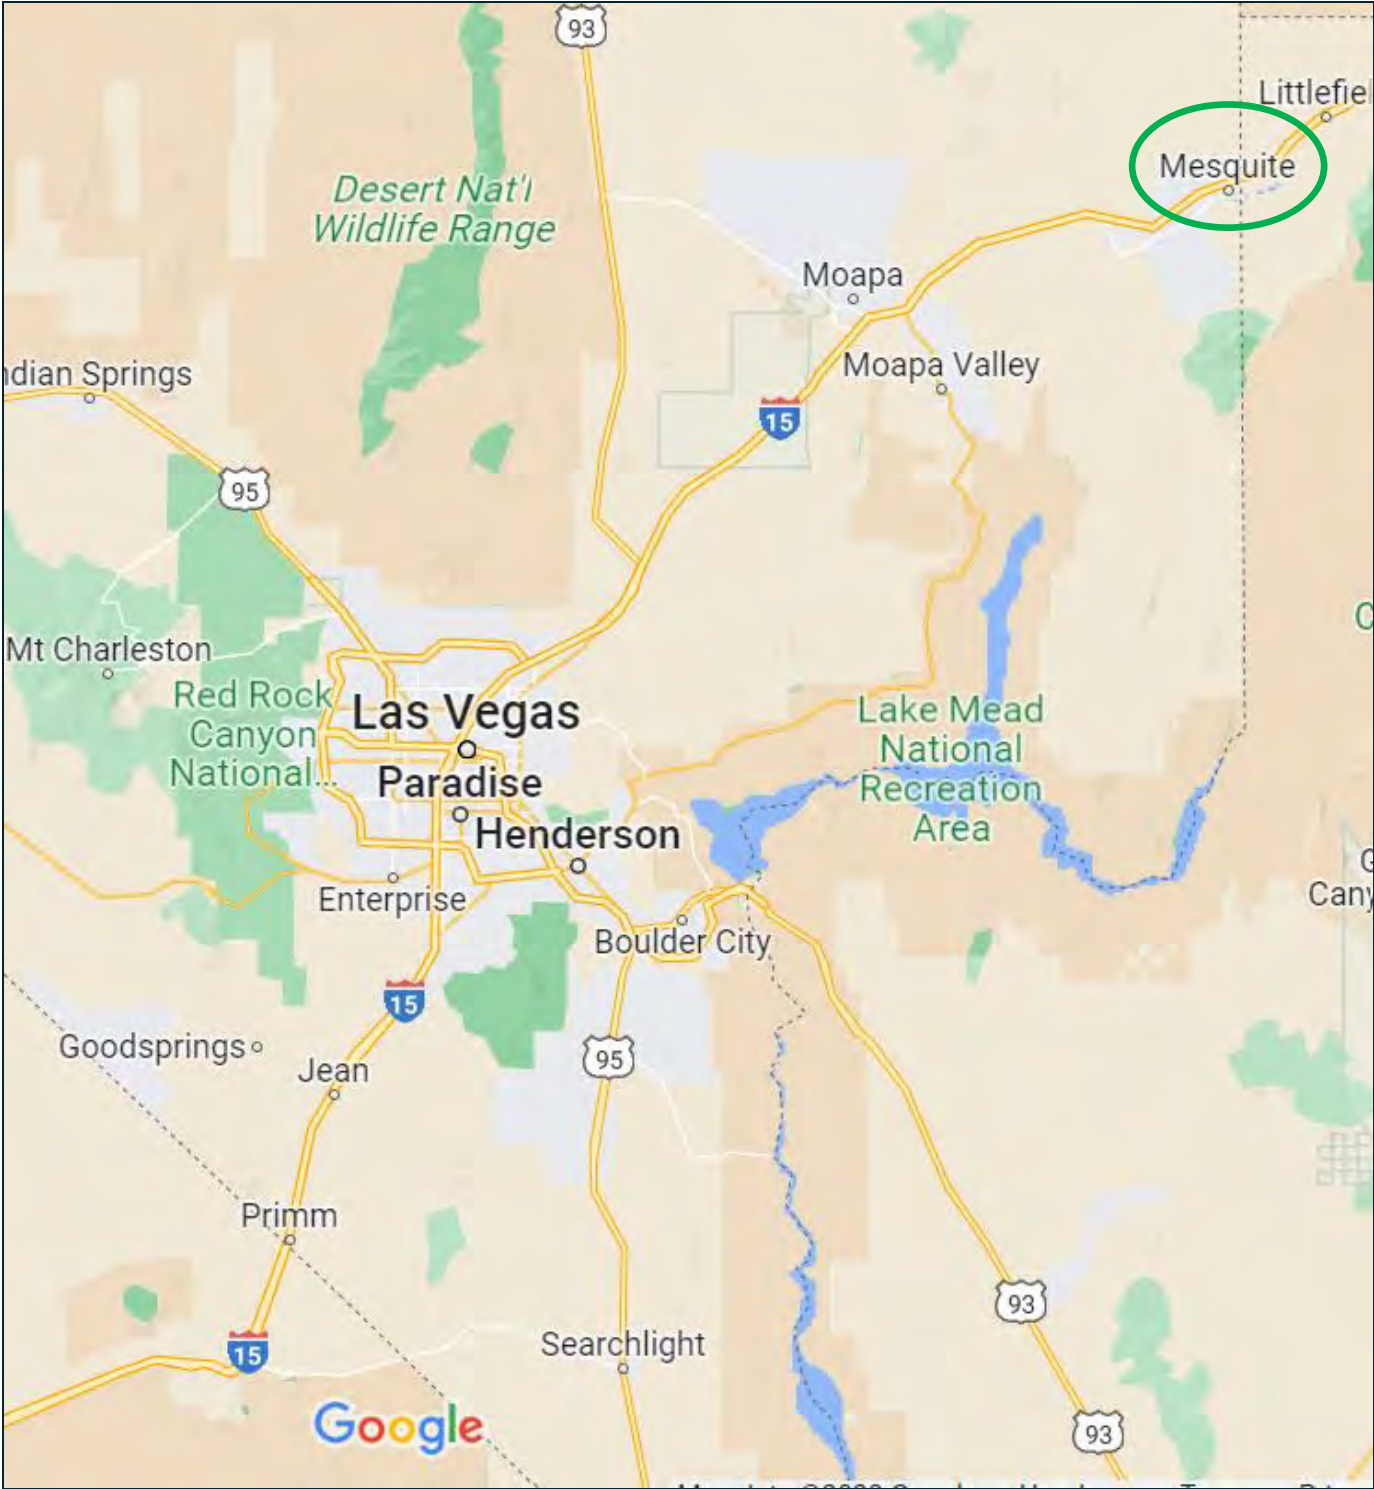 93
Littlefiel
Mesquite
Desert Nat'l
Wildlife Range
Moapa
Moapa Valley
ndian Springs
15
95
Mt Charleston
Red Rock
Canyon
National...
Las Vegas
Paradise
Henderson
Lake Mead
National
Recreation
Area
Enterprise
Boulder City
Cany
15
95
Goodsprings
Jean
Primm
93
15
Searchlight
Google
93